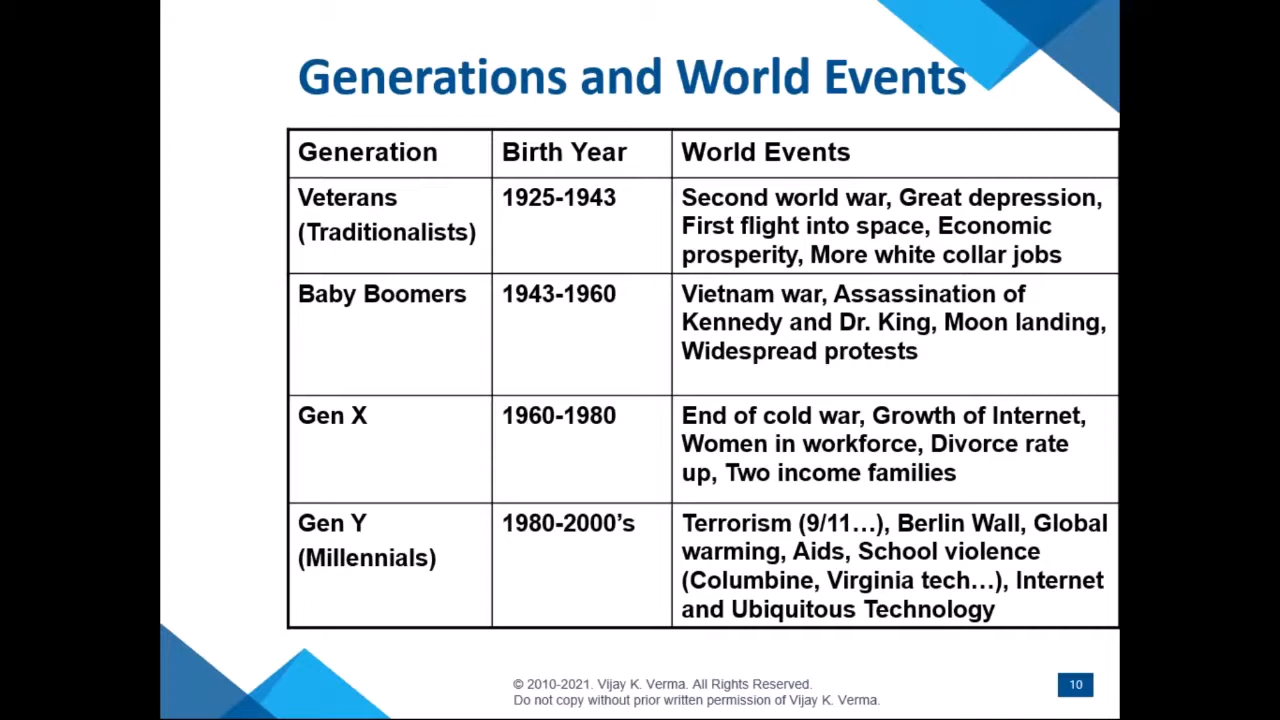 Generations and World Events
Generation Birth Year World Events
Veterans
(Traditionalists)
1925-1943
Second world war, Great depression,
First flight into space, Economic
prosperity, More white collar jobs
Baby Boomers
1943-1960
Vietnam war, Assassination of
Kennedy and Dr. King, Moon landing,
Widespread protests
Gen X
1960-1980
End of cold war, Growth of Internet,
Women in workforce, Divorce rate
up, Two income families
Gen Y
(Millennials)
1980-2000’s
Terrorism (9/11…), Berlin Wall, Global
warming, Aids, School violence
(Columbine, Virginia tech…), Internet
and Ubiquitous Technology
© 2010-2021. Vijay K. Verma. All Rights Reserved.
Do not copy without prior written permission of Vijay K. Verma.
10